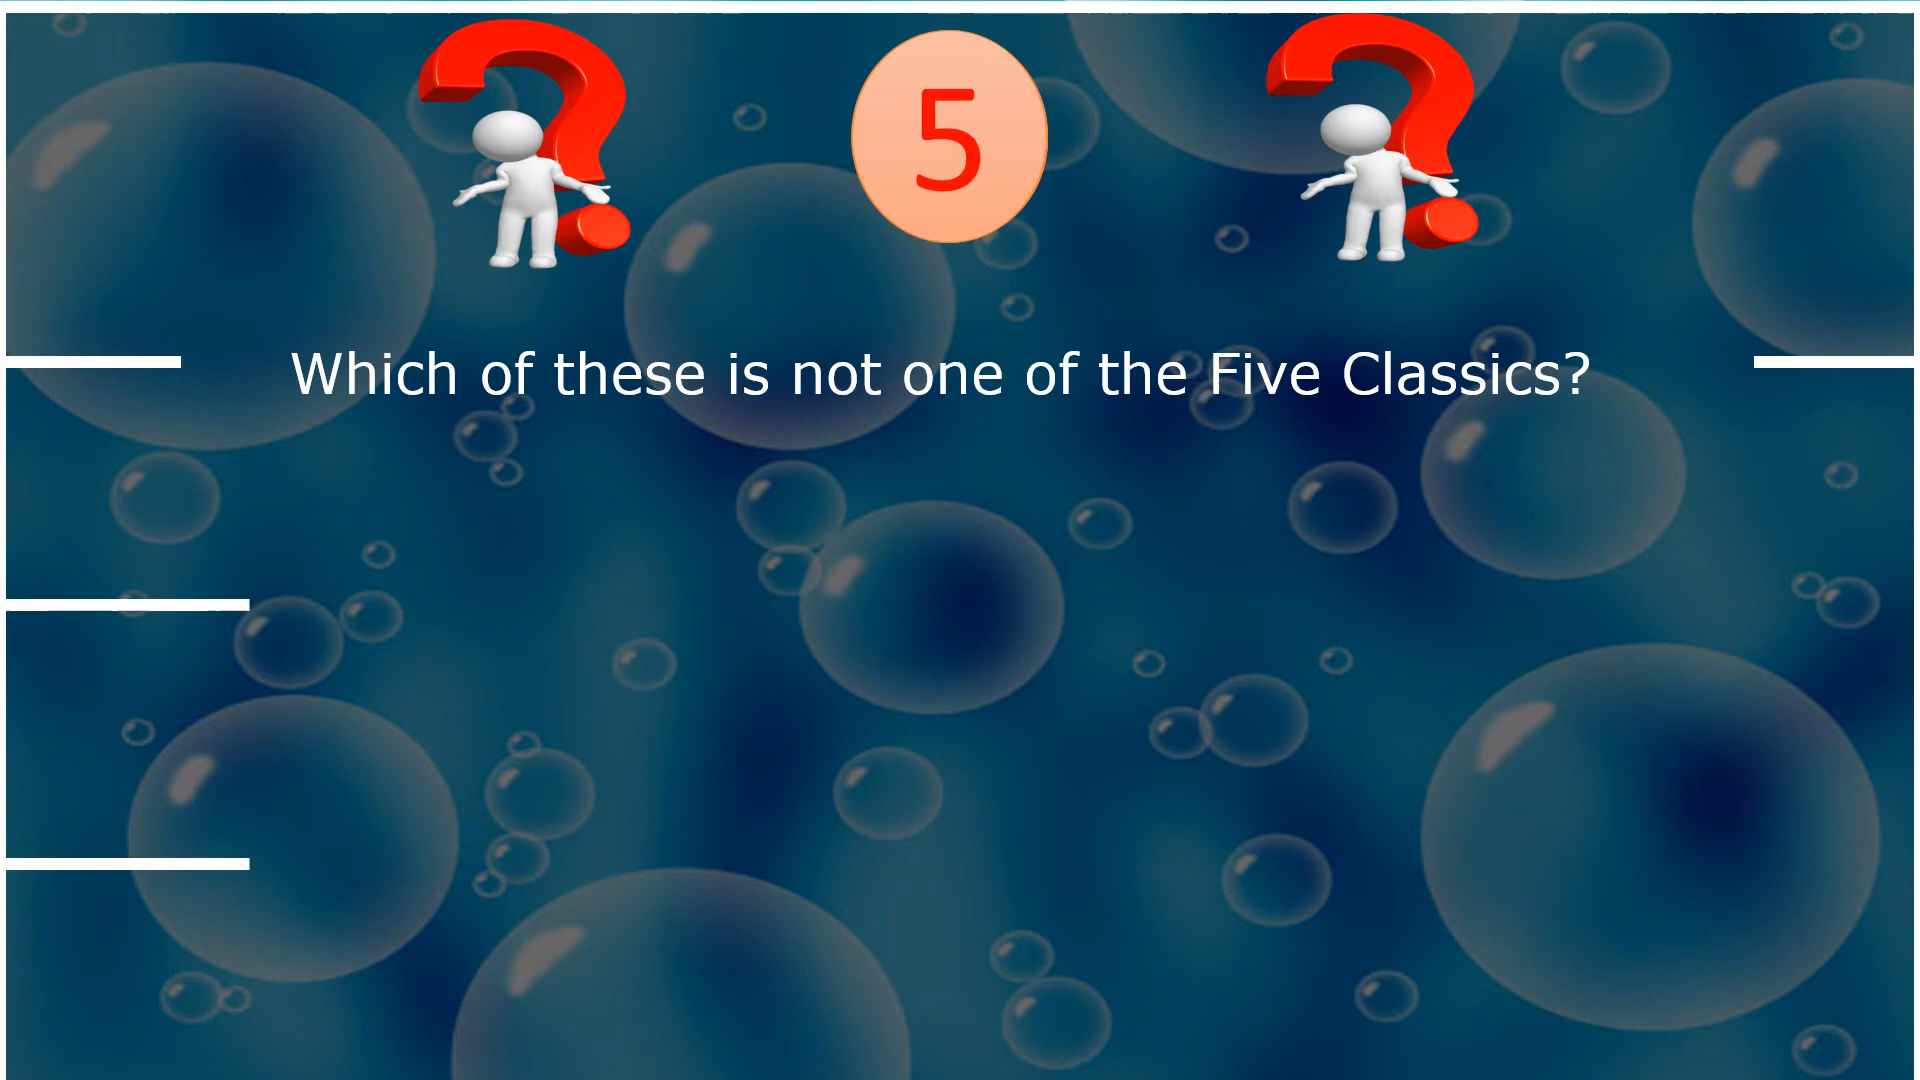 5
Which of these is not one of the Five Classics?